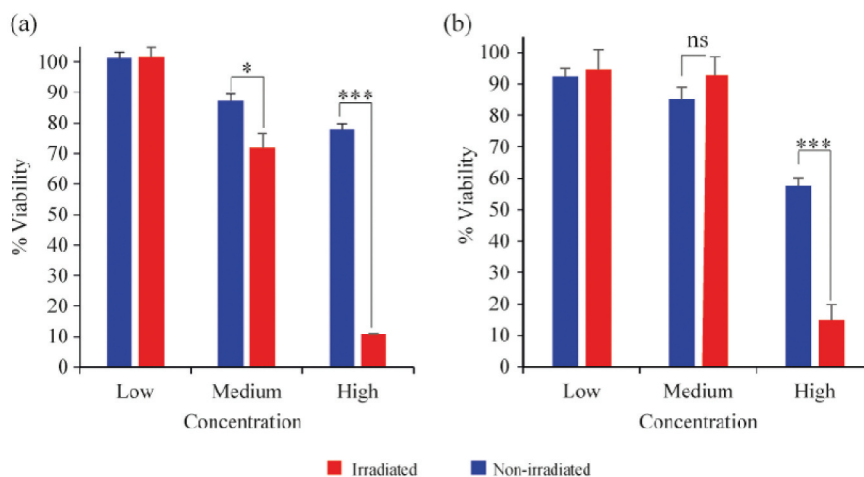 (a)
% Viability
100
90
80
70
60
50
40
30
20
10
0
*
***
Low Medium High
Concentration
(b)
% Viability
100
90
80
70
60
50
40
30
20
10
0
ns
***
Low Medium High
Concentration
Irradiated Non-irradiated